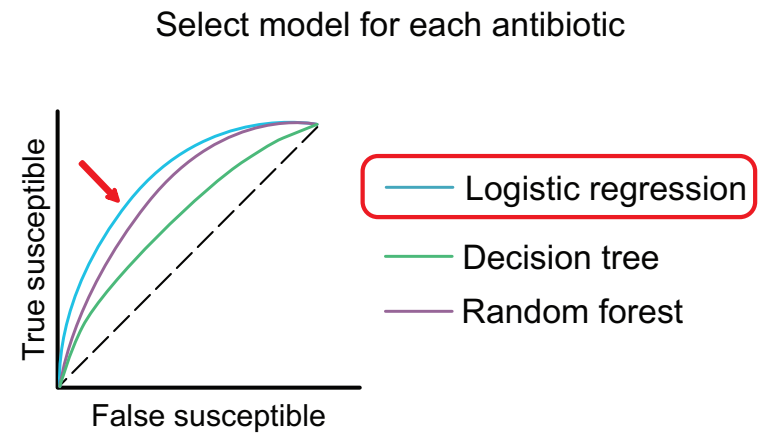 Select model for each antibiotic
True susceptible
Logistic regression
Decision tree
Random forest
False susceptible